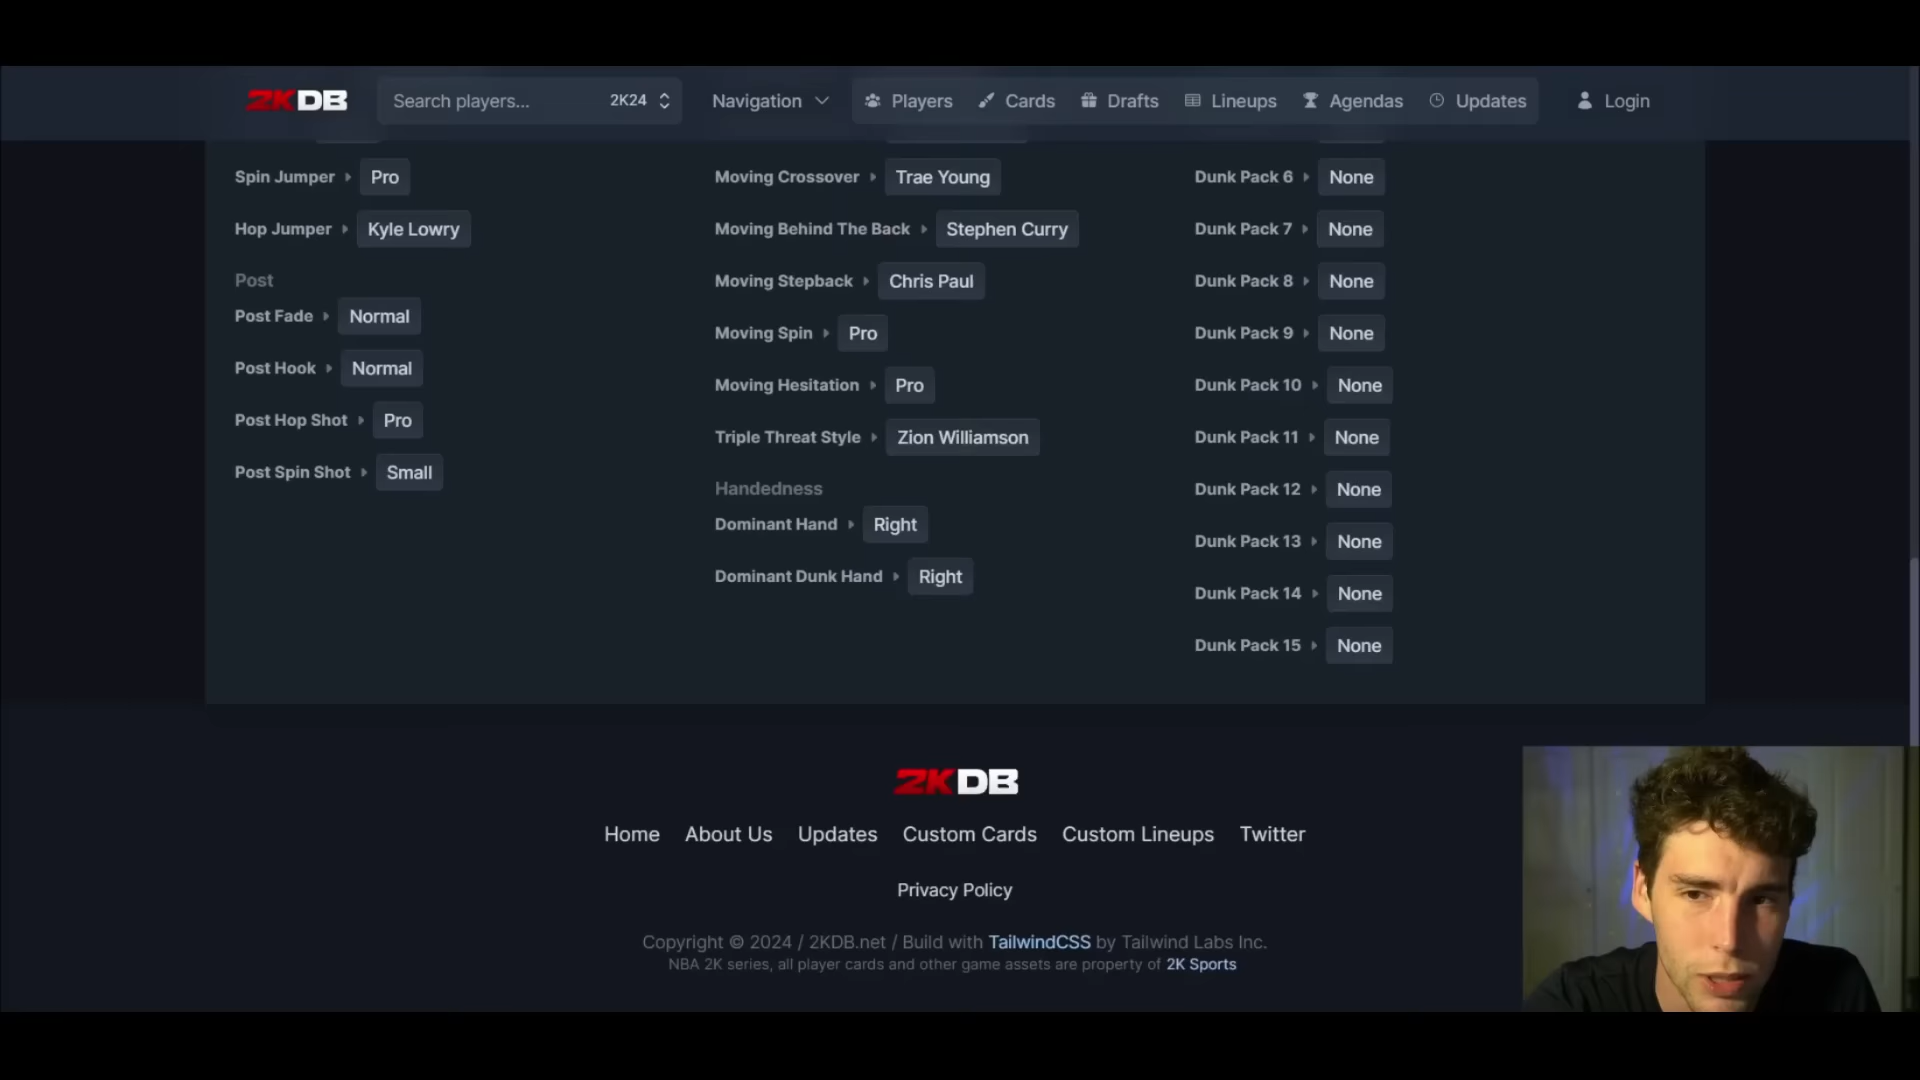 2KDB
Search players...
2K24
Navigation
Players
Cards
Drafts
Lineups
Agendas
Updates
Login
Spin Jumper Pro
Hop Jumper Kyle Lowry
Post
Post Fade Normal
Post Hook Normal
Post Hop Shot Pro
Post Spin Shot Small
Moving Crossover Trae Young
Moving Behind The Back Stephen Curry
Moving Stepback Chris Paul
Moving Spin Pro
Moving Hesitation Pro
Triple Threat Style Zion Williamson
Handedness
Dominant Hand Right
Dominant Dunk Hand Right
Dunk Pack 6 None
Dunk Pack 7 None
Dunk Pack 8 None
Dunk Pack 9 None
Dunk Pack 10 None
Dunk Pack 11 None
Dunk Pack 12 None
Dunk Pack 13 None
Dunk Pack 14 None
Dunk Pack 15 None
2KDB
Home About Us Updates Custom Cards Custom Lineups Twitter
Privacy Policy
Copyright © 2024 / 2KDB.net / Build with TailwindCSS by Tailwind Labs Inc.
NBA 2K series, all player cards and other game assets are property of 2K Sports